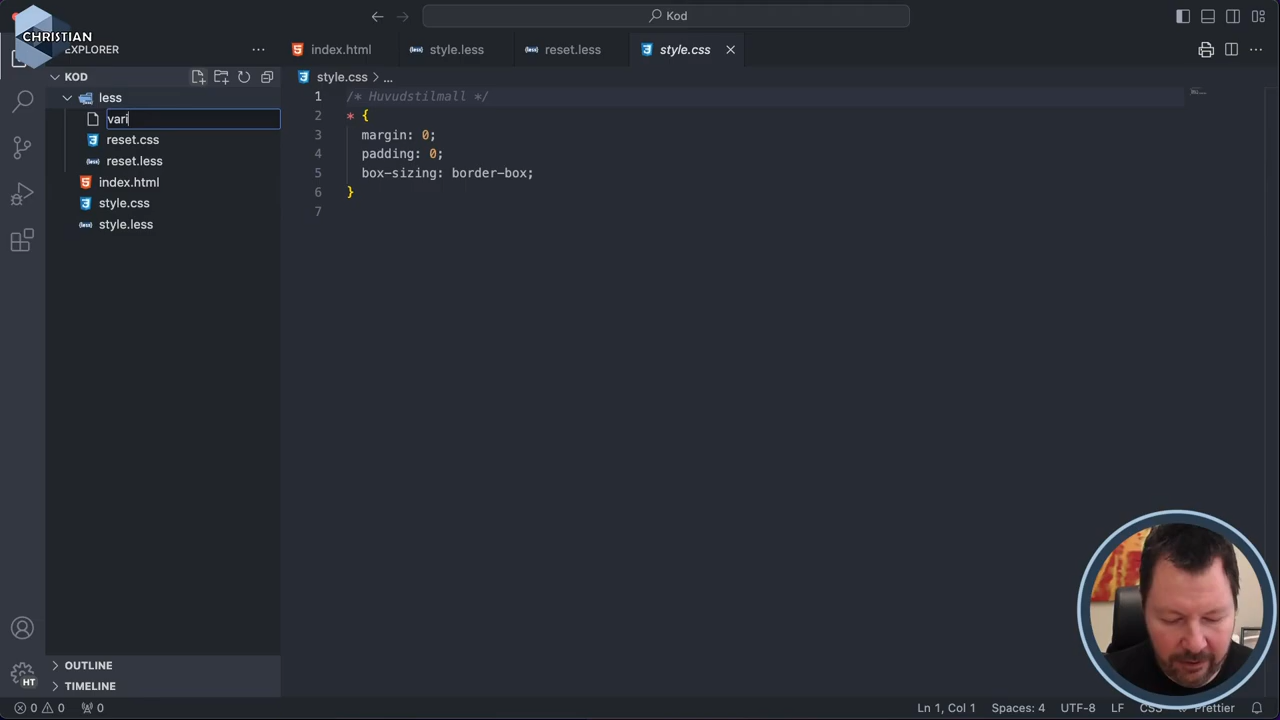 CHRISTIAN
Kod
EXPLORER
index.html
style.less
reset.less
style.css
KOD
style.css > ...
less
vari
reset.css
reset.less
index.html
style.css
style.less
1 /* Huvudstilmall */
2 * {
3 margin: 0;
4 padding: 0;
5 box-sizing: border-box;
6 }
7
OUTLINE
TIMELINE
HT
0 0 0
Ln 1, Col 1
Spaces: 4
UTF-8
LF
CSS
Prettier